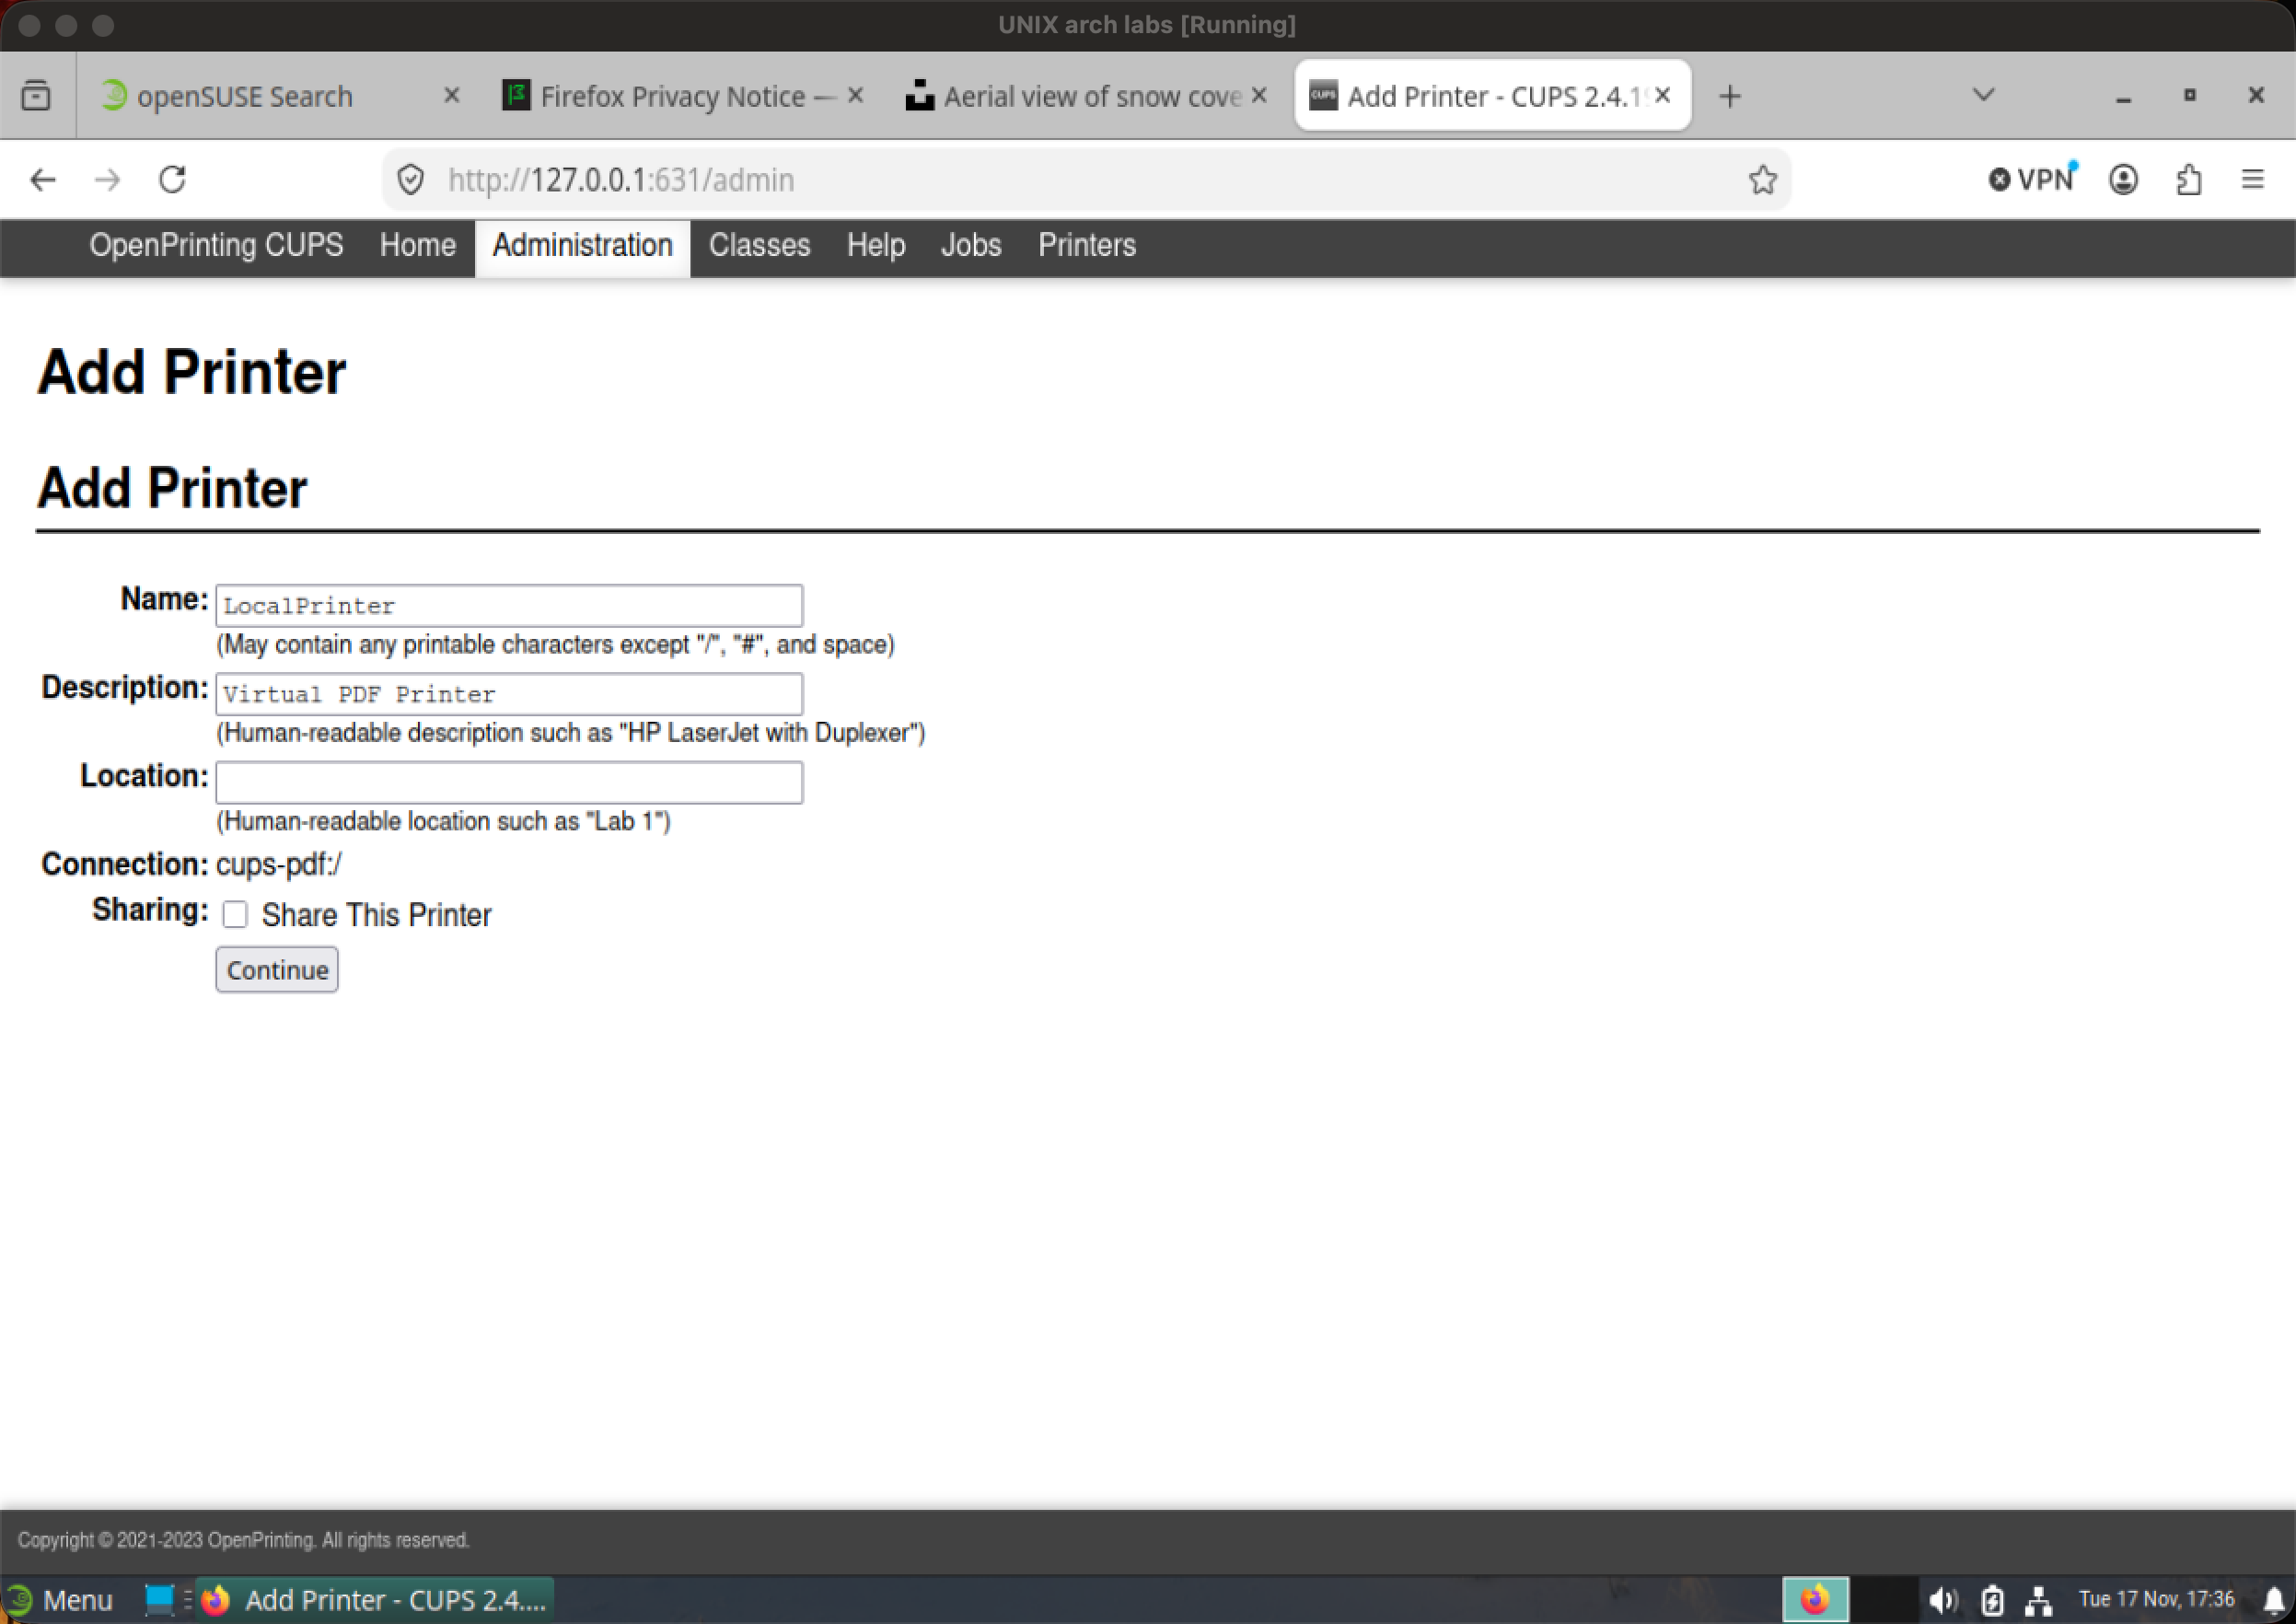 UNIX arch labs [Running]
openSUSE Search
Firefox Privacy Notice —
Aerial view of snow cove
Add Printer - CUPS 2.4.1
http://127.0.0.1:631/admin
VPN
OpenPrinting CUPS Home Administration Classes Help Jobs Printers
Add Printer
Add Printer
Name: LocalPrinter
(May contain any printable characters except "/", "#", and space)
Description: Virtual PDF Printer
(Human-readable description such as "HP LaserJet with Duplexer")
Location:
(Human-readable location such as "Lab 1")
Connection: cups-pdf:/
Sharing: Share This Printer
Continue
Copyright © 2021-2023 OpenPrinting. All rights reserved.
Menu
Add Printer - CUPS 2.4....
Tue 17 Nov, 17:36